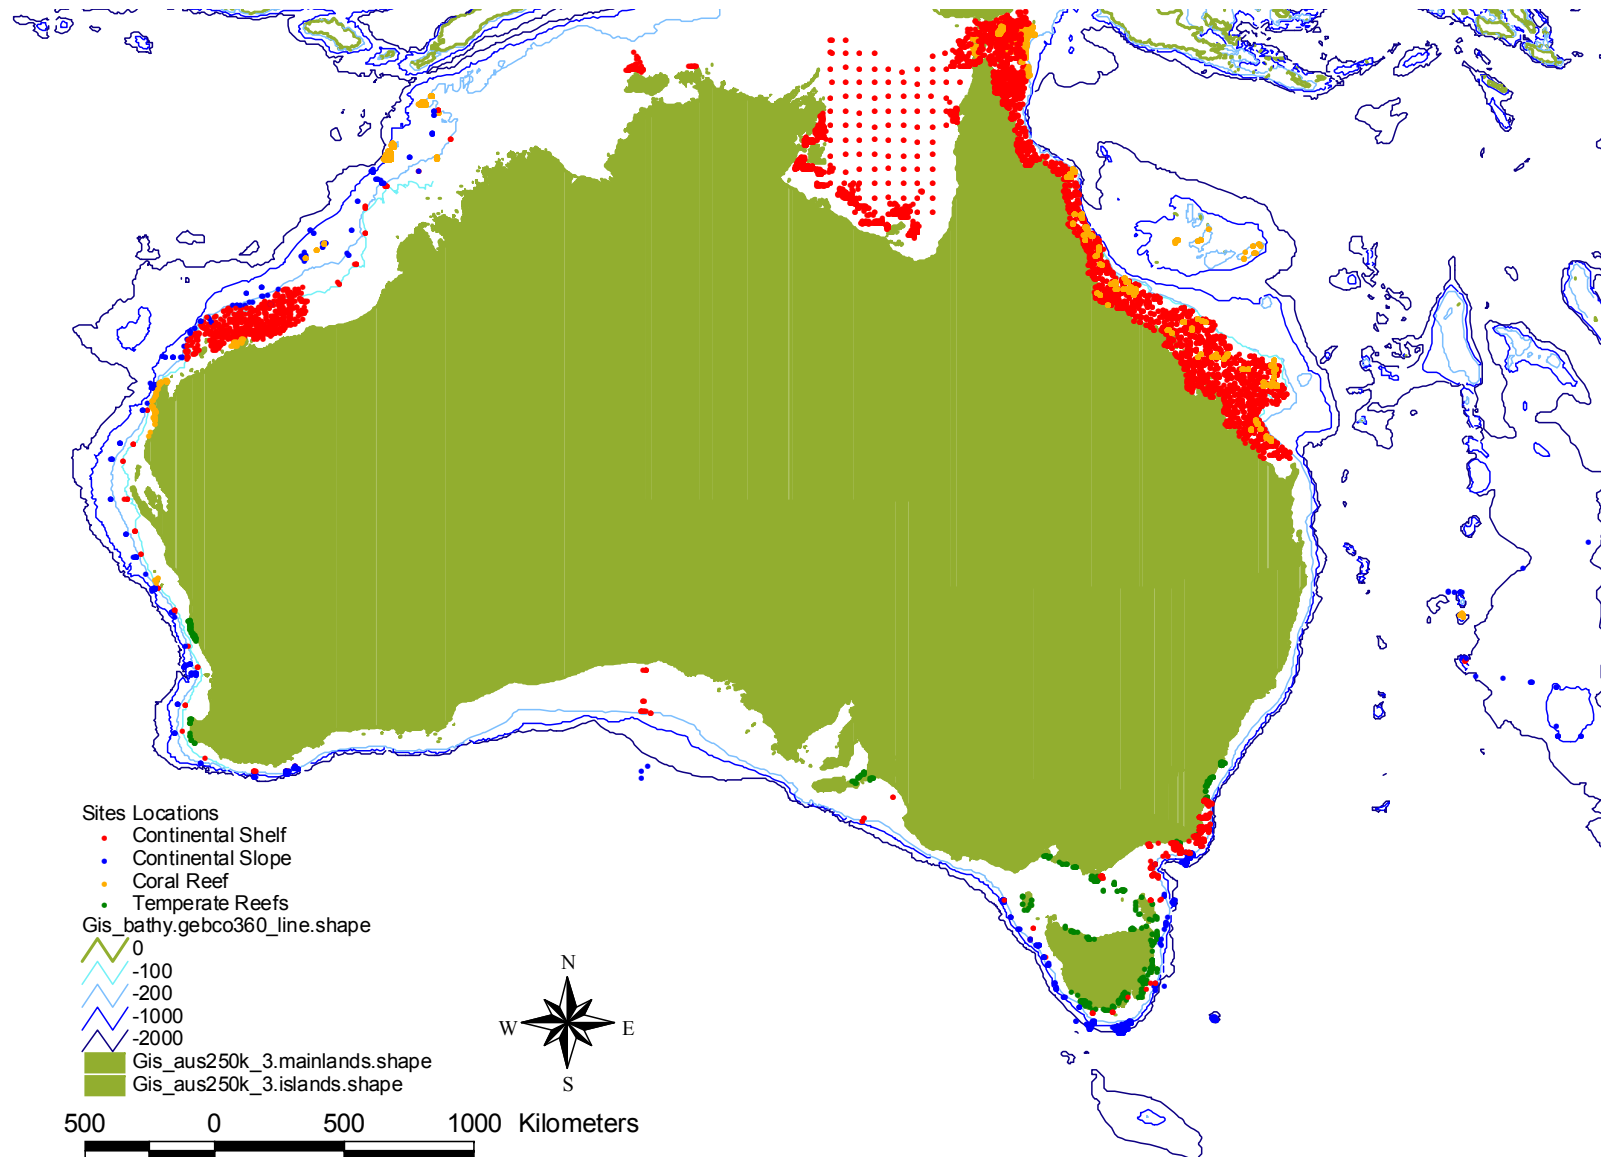 Sites Locations
Continental Shelf
Continental Slope
Coral Reef
Temperate Reefs
Gis_bathy.gebco360_line.shape
0
-100
-200
-1000
-2000
Gis_aus250k_3.mainlands.shape
Gis_aus250k_3.islands.shape
N
W E
S
500 0 500 1000 Kilometers